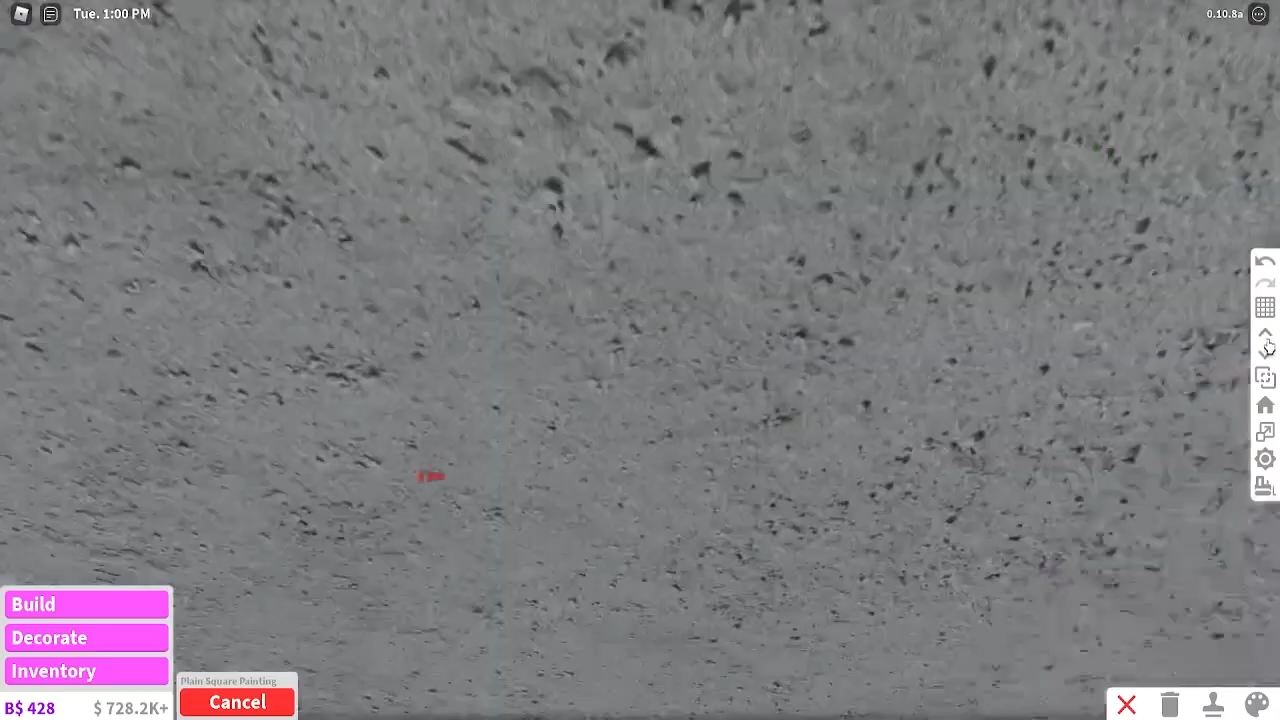 Tue. 1:00 PM
0.10.8a
Build
Decorate
Inventory
B$ 428
$ 728.2K+
Plain Square Painting
Cancel